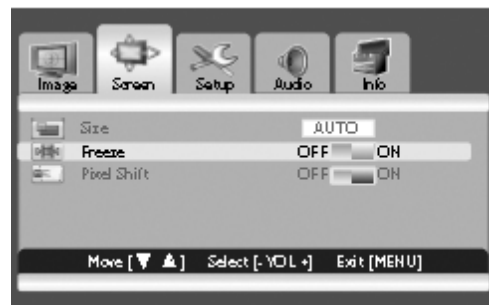 Image Screen Setup Audio Info
Size AUTO
Freeze OFF ON
Pixel Shift OFF ON
Move [▼ ▲] Select [- VOL +] Exit [MENU]